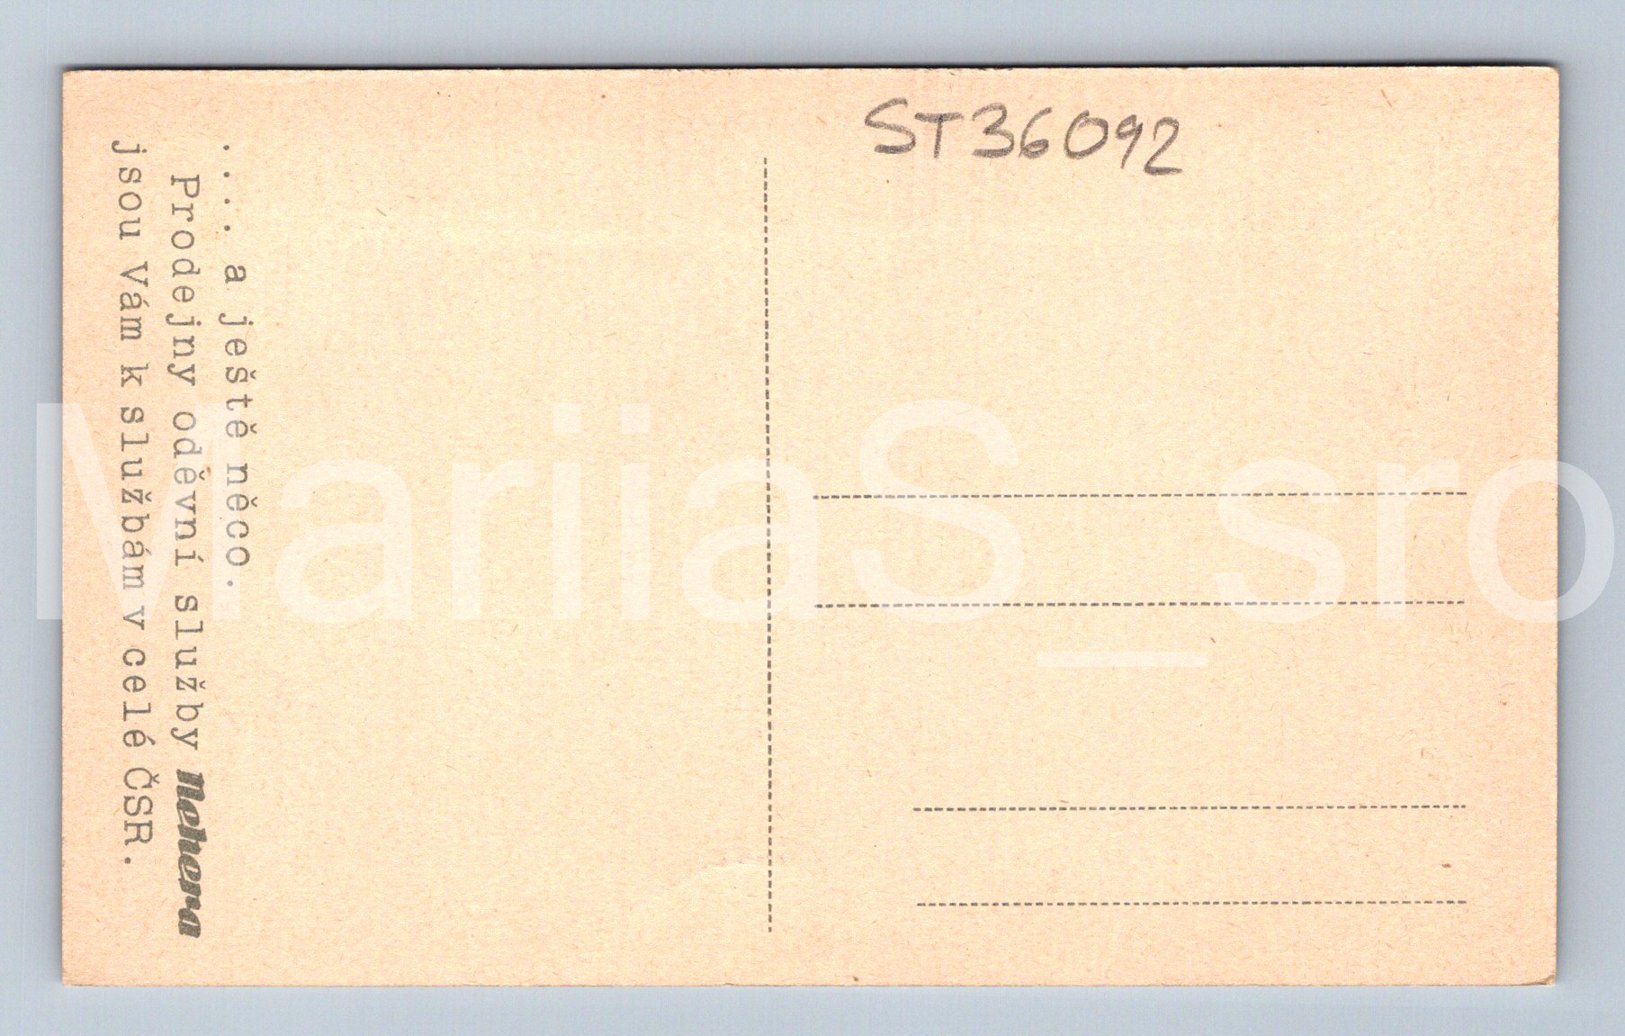 ST36092
.... a ještě něco.
Prodejny oděvní služby nehera
jsou Vám k službám v celé ČSR.
MariiaS_sro